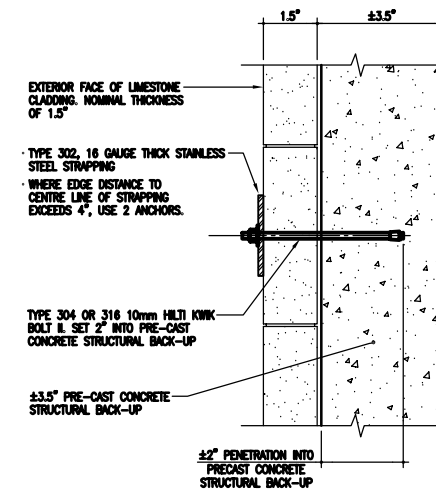 1.5" ±3.5"
EXTERIOR FACE OF LIMESTONE
CLADDING. NOMINAL THICKNESS
OF 1.5"
· TYPE 302, 16 GAUGE THICK STAINLESS
STEEL STRAPPING
· WHERE EDGE DISTANCE TO
CENTRE LINE OF STRAPPING
EXCEEDS 4", USE 2 ANCHORS.
TYPE 304 OR 316 10mm HILTI KWIK
BOLT II. SET 2" INTO PRE-CAST
CONCRETE STRUCTURAL BACK-UP
±3.5" PRE-CAST CONCRETE
STRUCTURAL BACK-UP
±2" PENETRATION INTO
PRECAST CONCRETE
STRUCTURAL BACK-UP